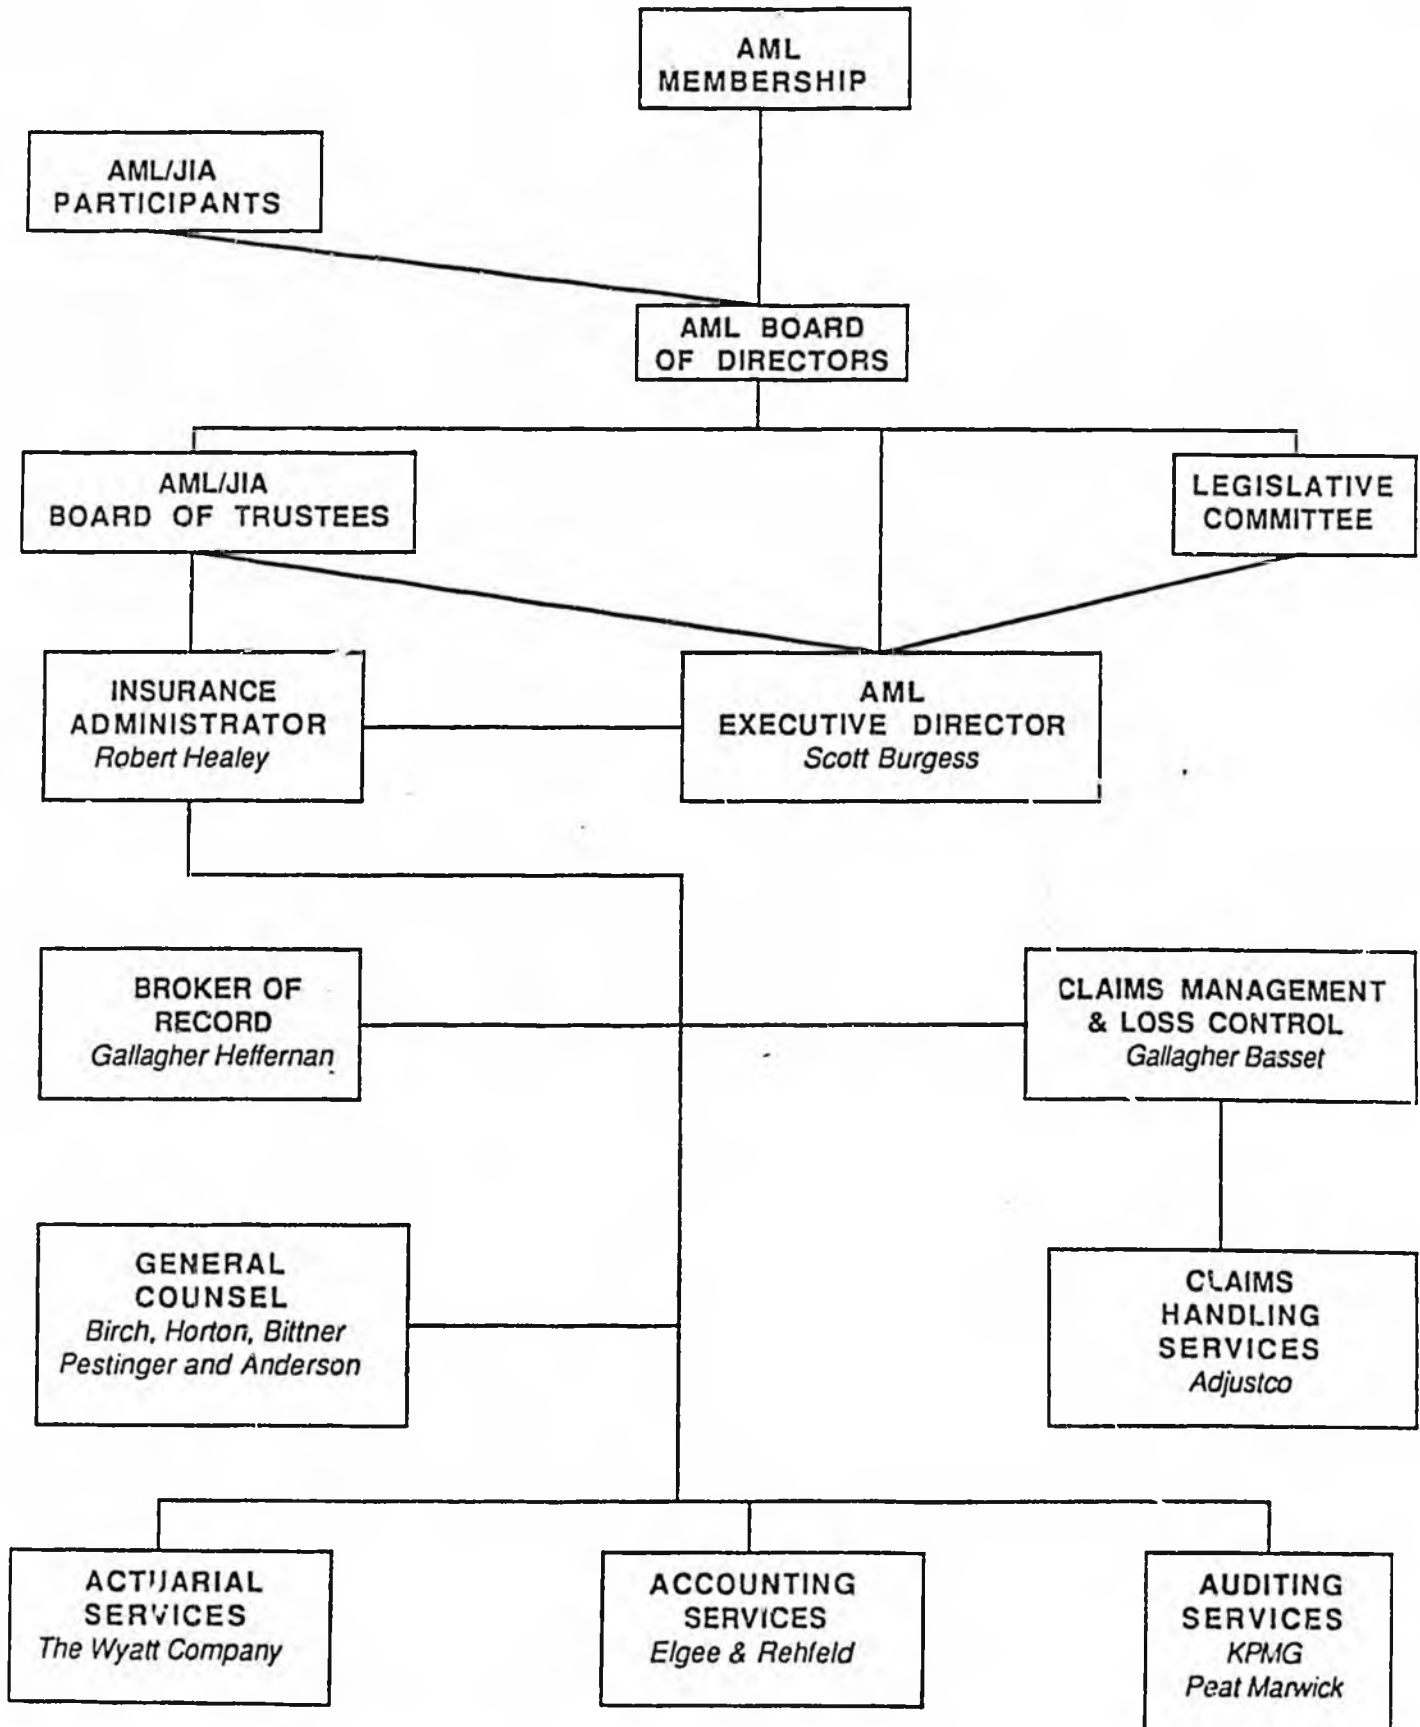 AML
MEMBERSHIP
AML/JIA
PARTICIPANTS
AML BOARD
OF DIRECTORS
AML/JIA
BOARD OF TRUSTEES
LEGISLATIVE
COMMITTEE
INSURANCE
ADMINISTRATOR
Robert Healey
AML
EXECUTIVE DIRECTOR
Scott Burgess
BROKER OF
RECORD
Gallagher Heffernan
CLAIMS MANAGEMENT
& LOSS CONTROL
Gallagher Basset
GENERAL
COUNSEL
Birch, Horton, Bittner
Pestinger and Anderson
CLAIMS
HANDLING
SERVICES
Adjustco
ACTUARIAL
SERVICES
The Wyatt Company
ACCOUNTING
SERVICES
Elgee & Rehfeld
AUDITING
SERVICES
KPMG
Peat Marwick